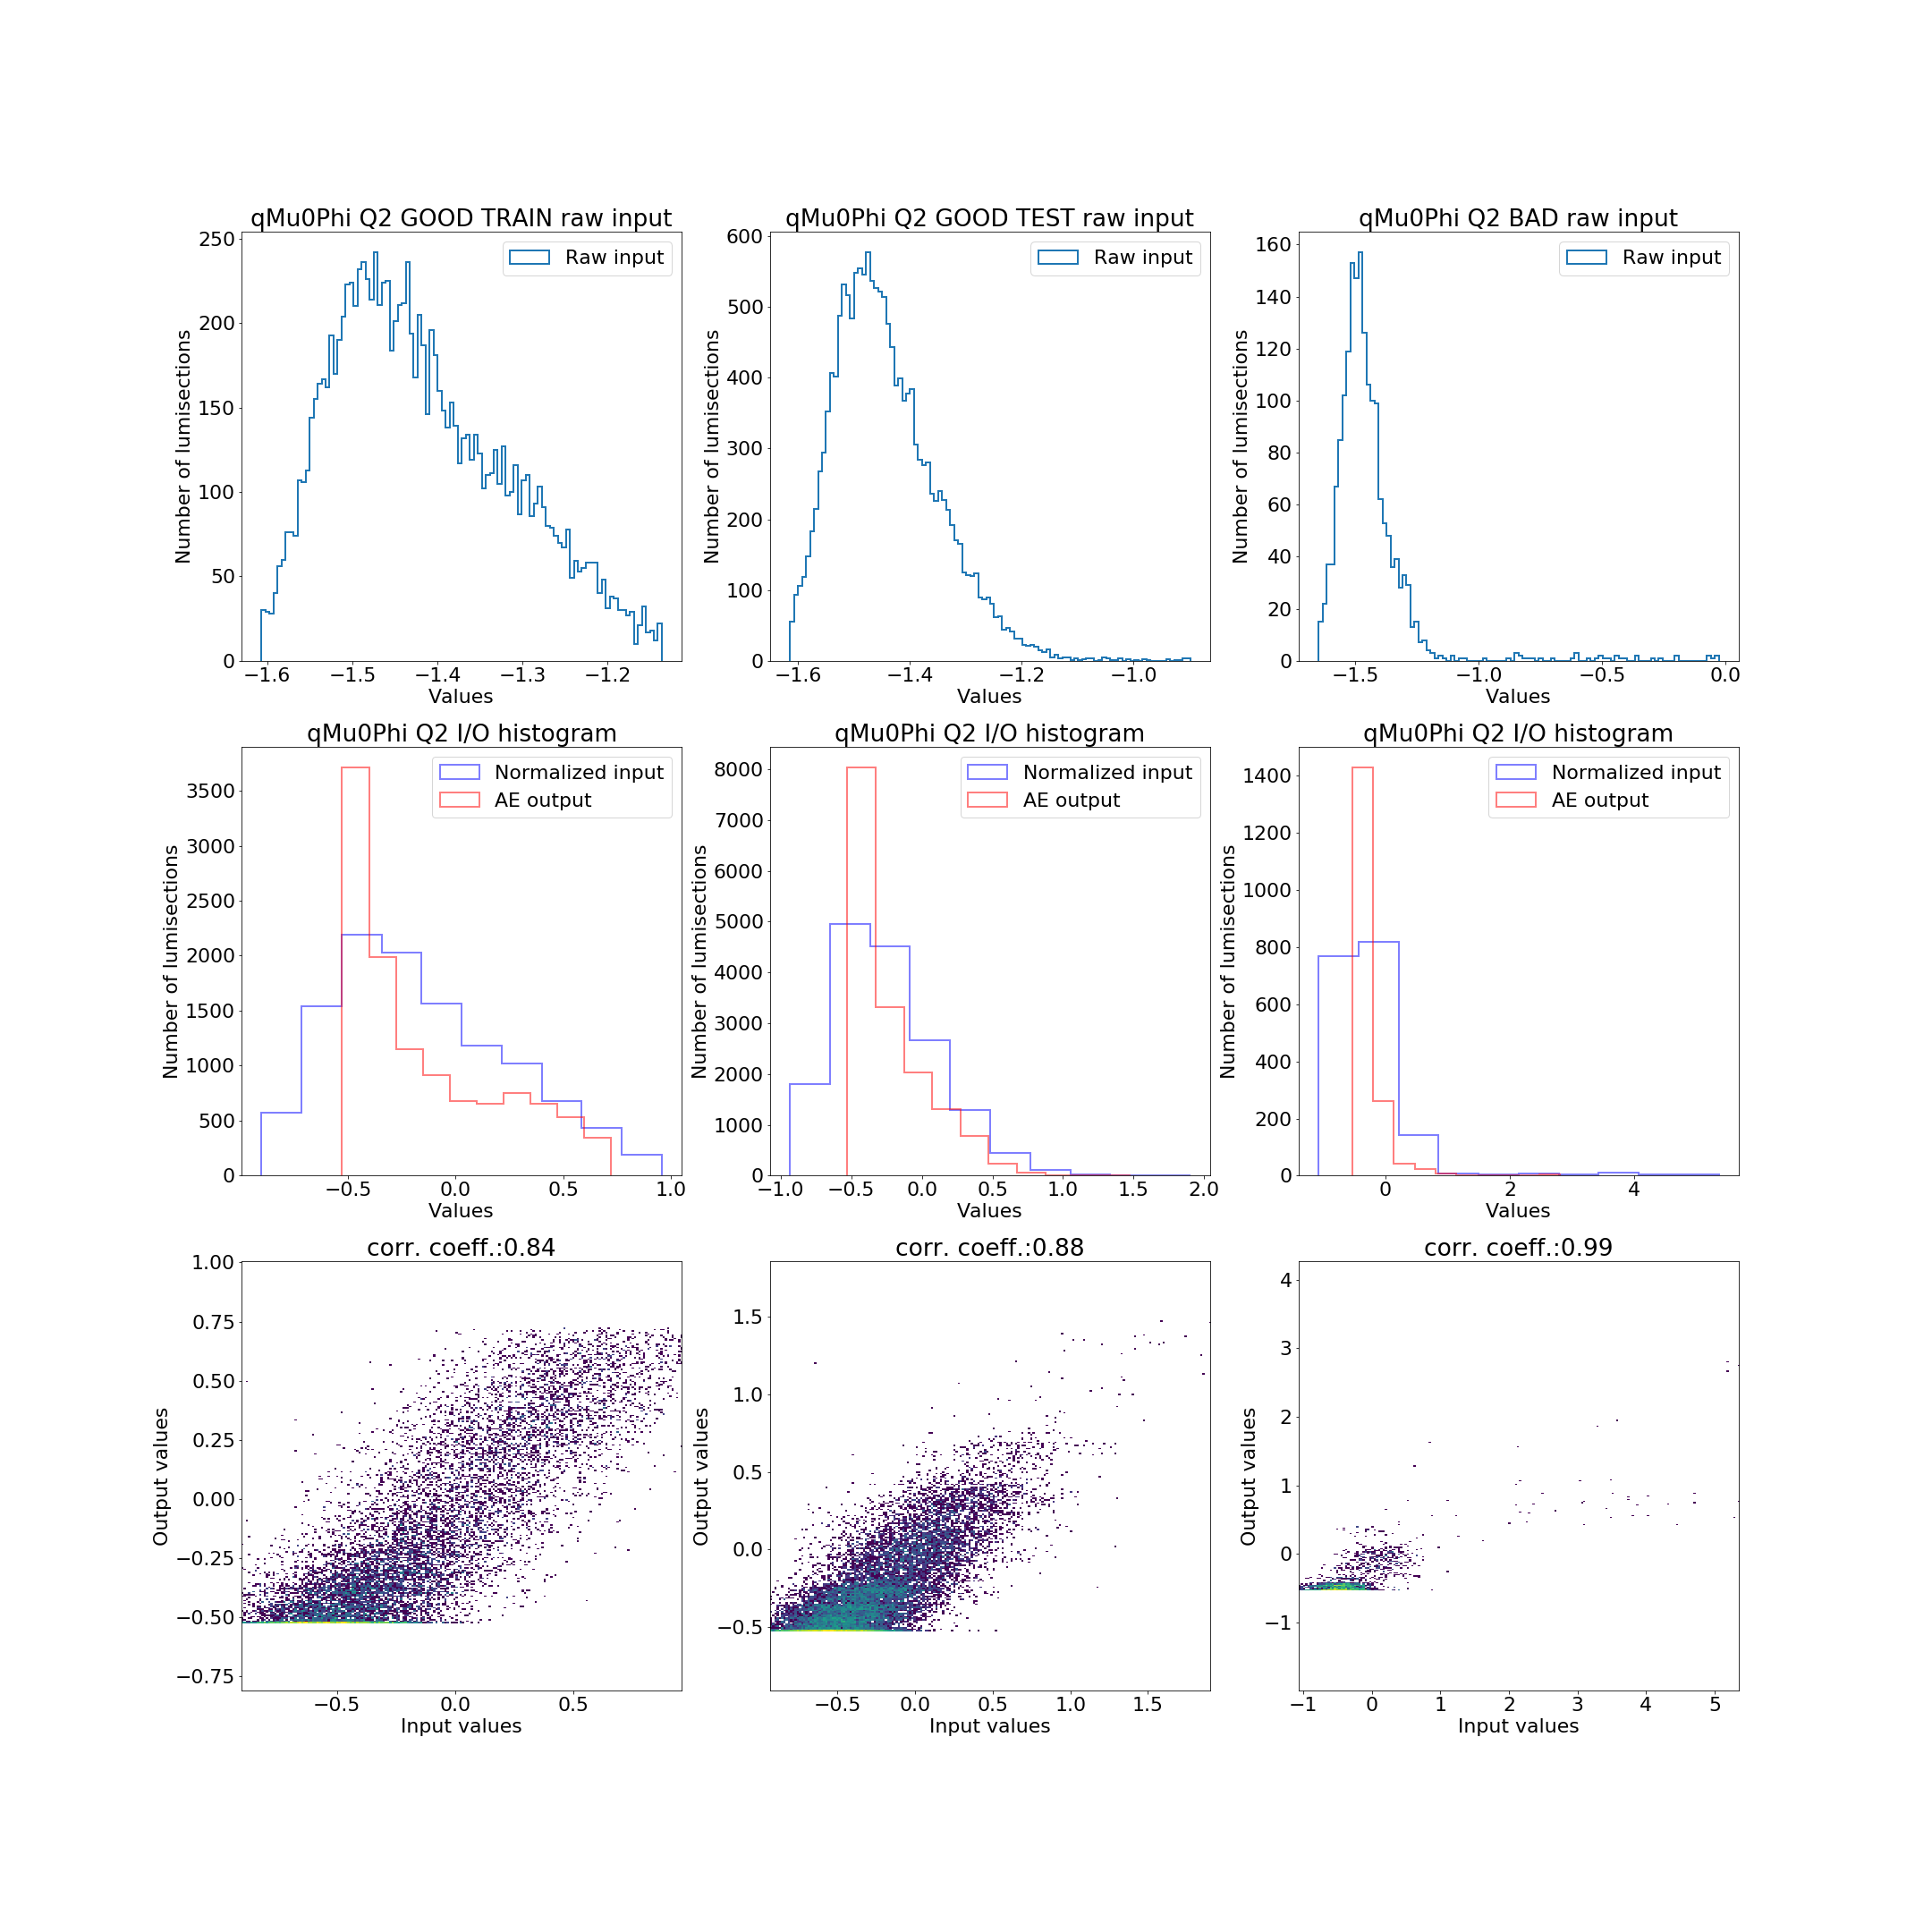 qMu0Phi Q2 GOOD TRAIN raw input
Raw input
Number of lumisections
250
200
150
100
50
0
−1.6 −1.5 −1.4 −1.3 −1.2
Values
qMu0Phi Q2 GOOD TEST raw input
Raw input
Number of lumisections
600
500
400
300
200
100
0
−1.6 −1.4 −1.2 −1.0
Values
qMu0Phi Q2 BAD raw input
Raw input
Number of lumisections
160
140
120
100
80
60
40
20
0
−1.5 −1.0 −0.5 0.0
Values
qMu0Phi Q2 I/O histogram
Normalized input
AE output
Number of lumisections
3500
3000
2500
2000
1500
1000
500
0
−0.5 0.0 0.5 1.0
Values
qMu0Phi Q2 I/O histogram
Normalized input
AE output
Number of lumisections
8000
7000
6000
5000
4000
3000
2000
1000
0
−1.0 −0.5 0.0 0.5 1.0 1.5 2.0
Values
qMu0Phi Q2 I/O histogram
Normalized input
AE output
Number of lumisections
1400
1200
1000
800
600
400
200
0
0 2 4
Values
corr. coeff.:0.84
Output values
1.00
0.75
0.50
0.25
0.00
−0.25
−0.50
−0.75
−0.5 0.0 0.5
Input values
corr. coeff.:0.88
Output values
1.5
1.0
0.5
0.0
−0.5
−0.5 0.0 0.5 1.0 1.5
Input values
corr. coeff.:0.99
Output values
4
3
2
1
0
−1
−1 0 1 2 3 4 5
Input values